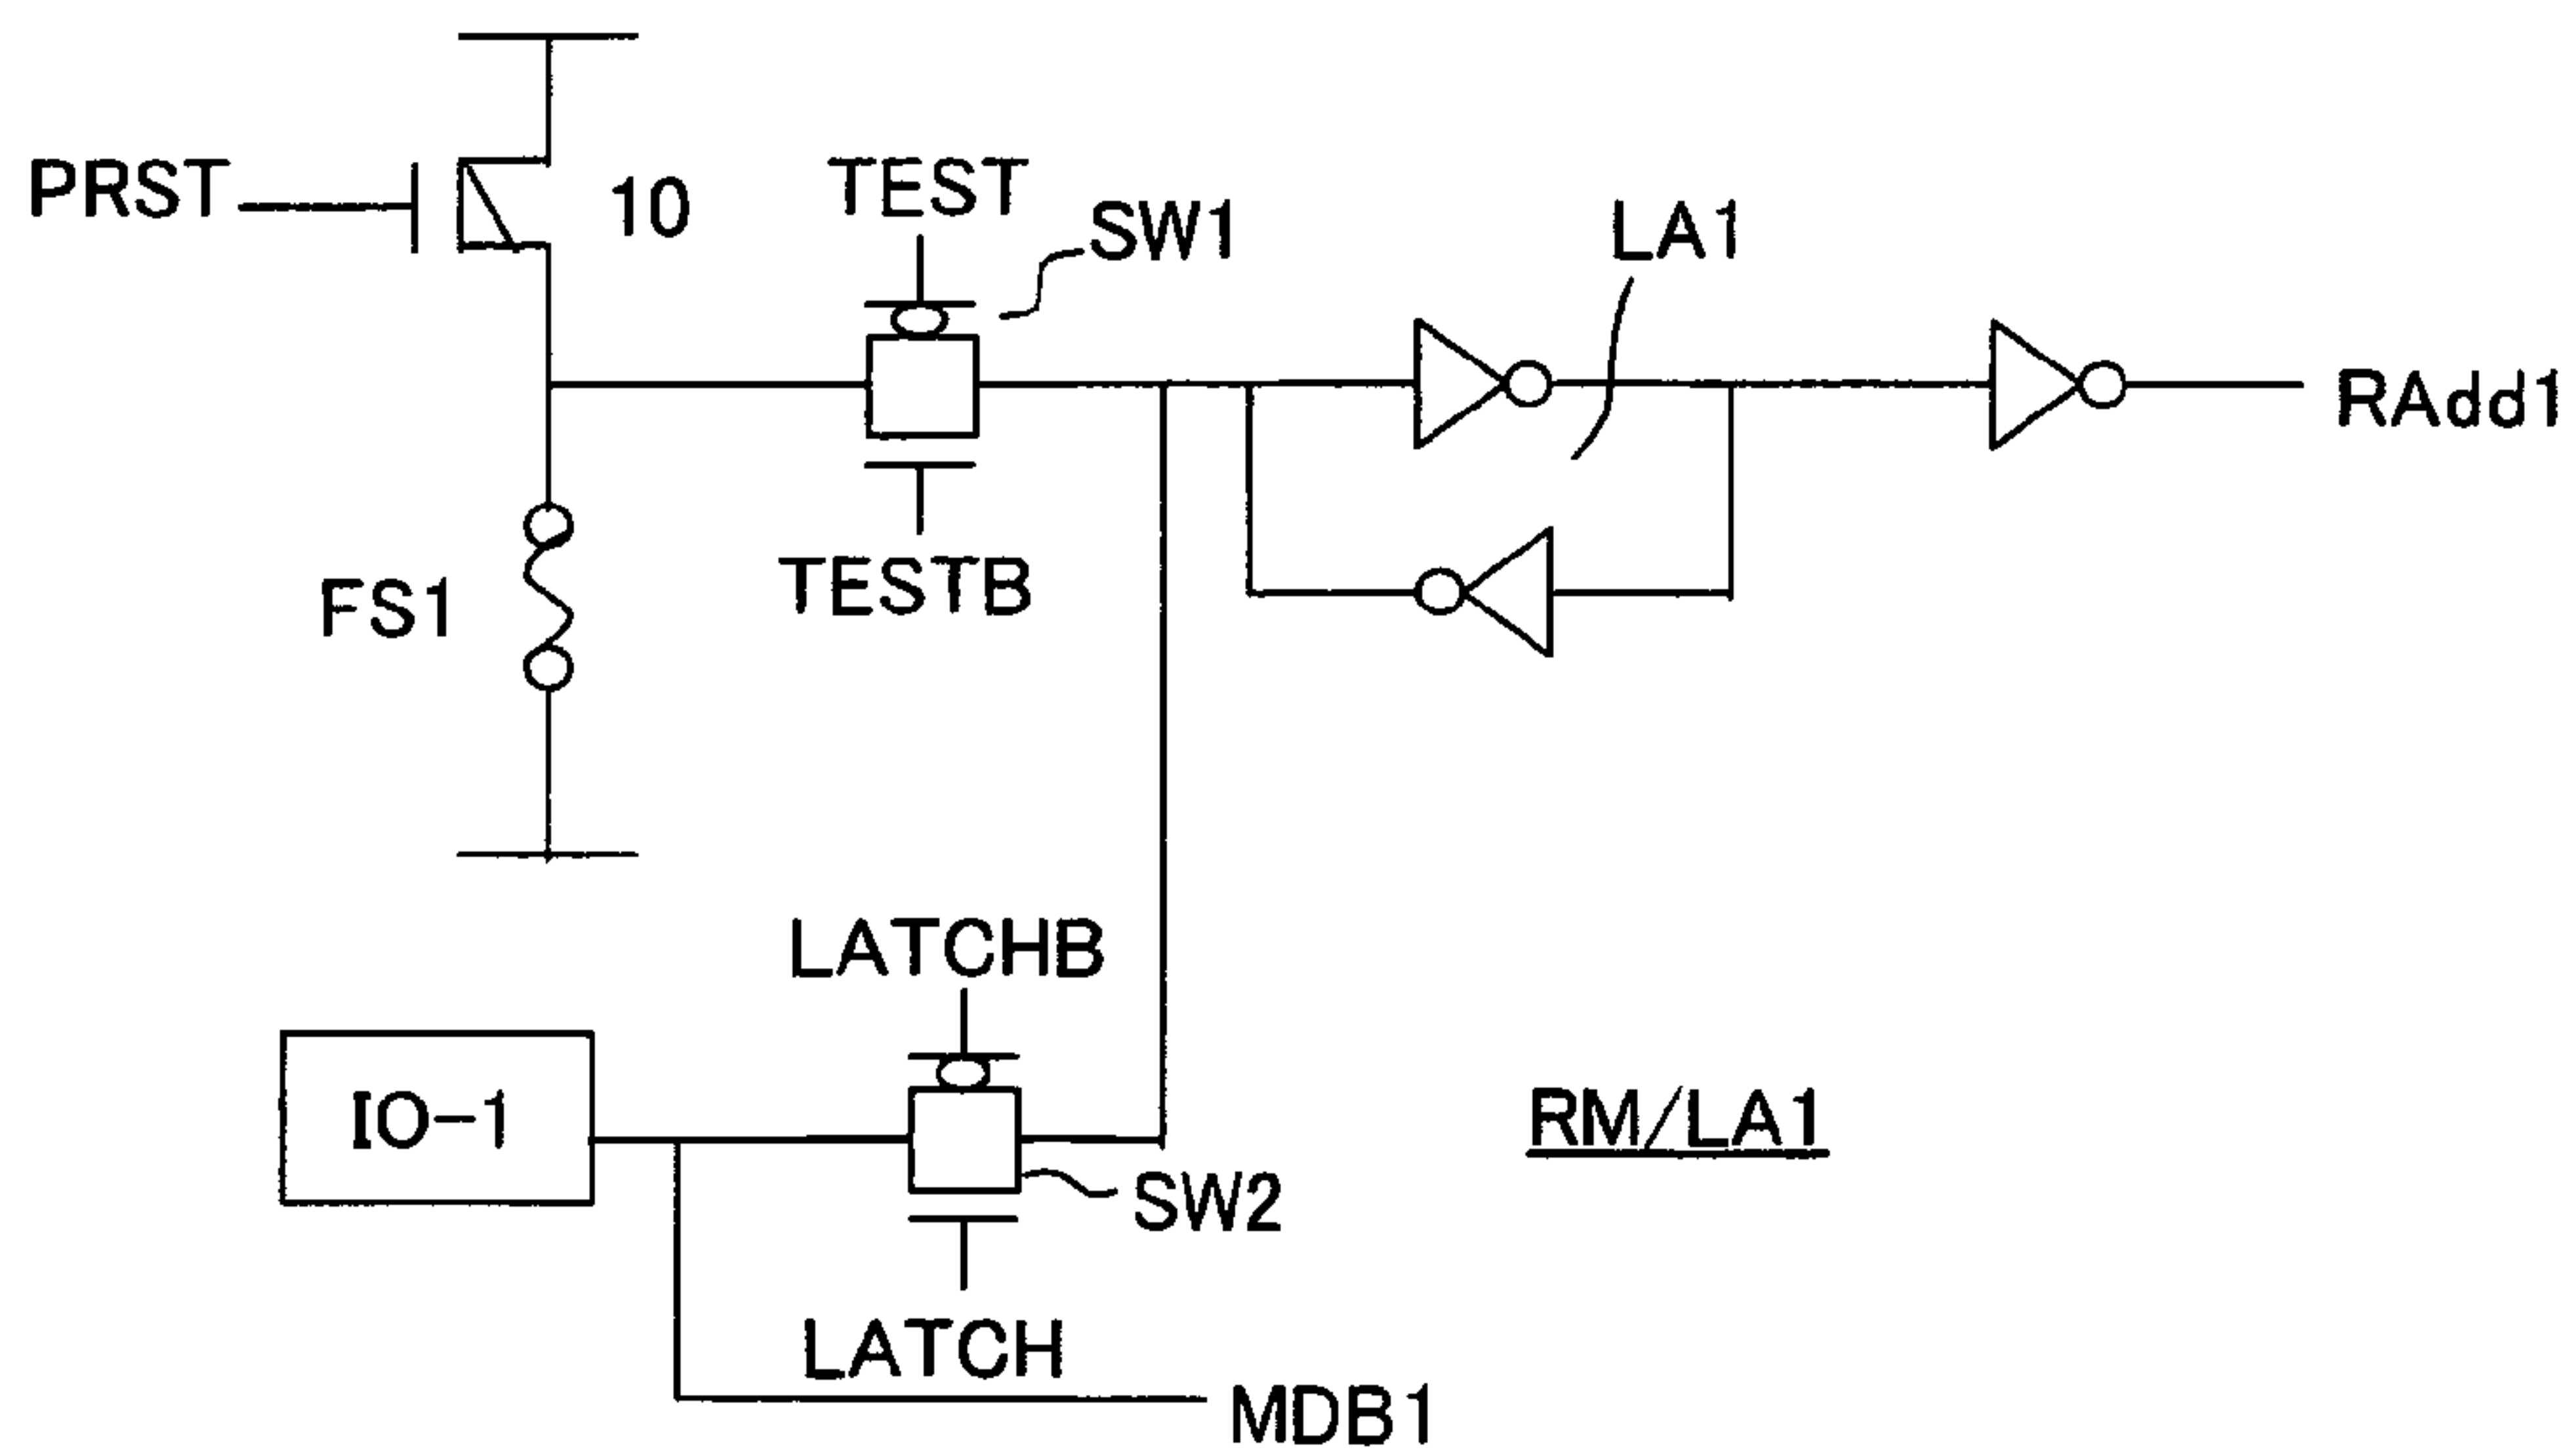 PRST
10
TEST
SW1
LA1
RAdd1
TESTB
FS1
LATCHB
IO-1
RM/LA1
SW2
LATCH
MDB1